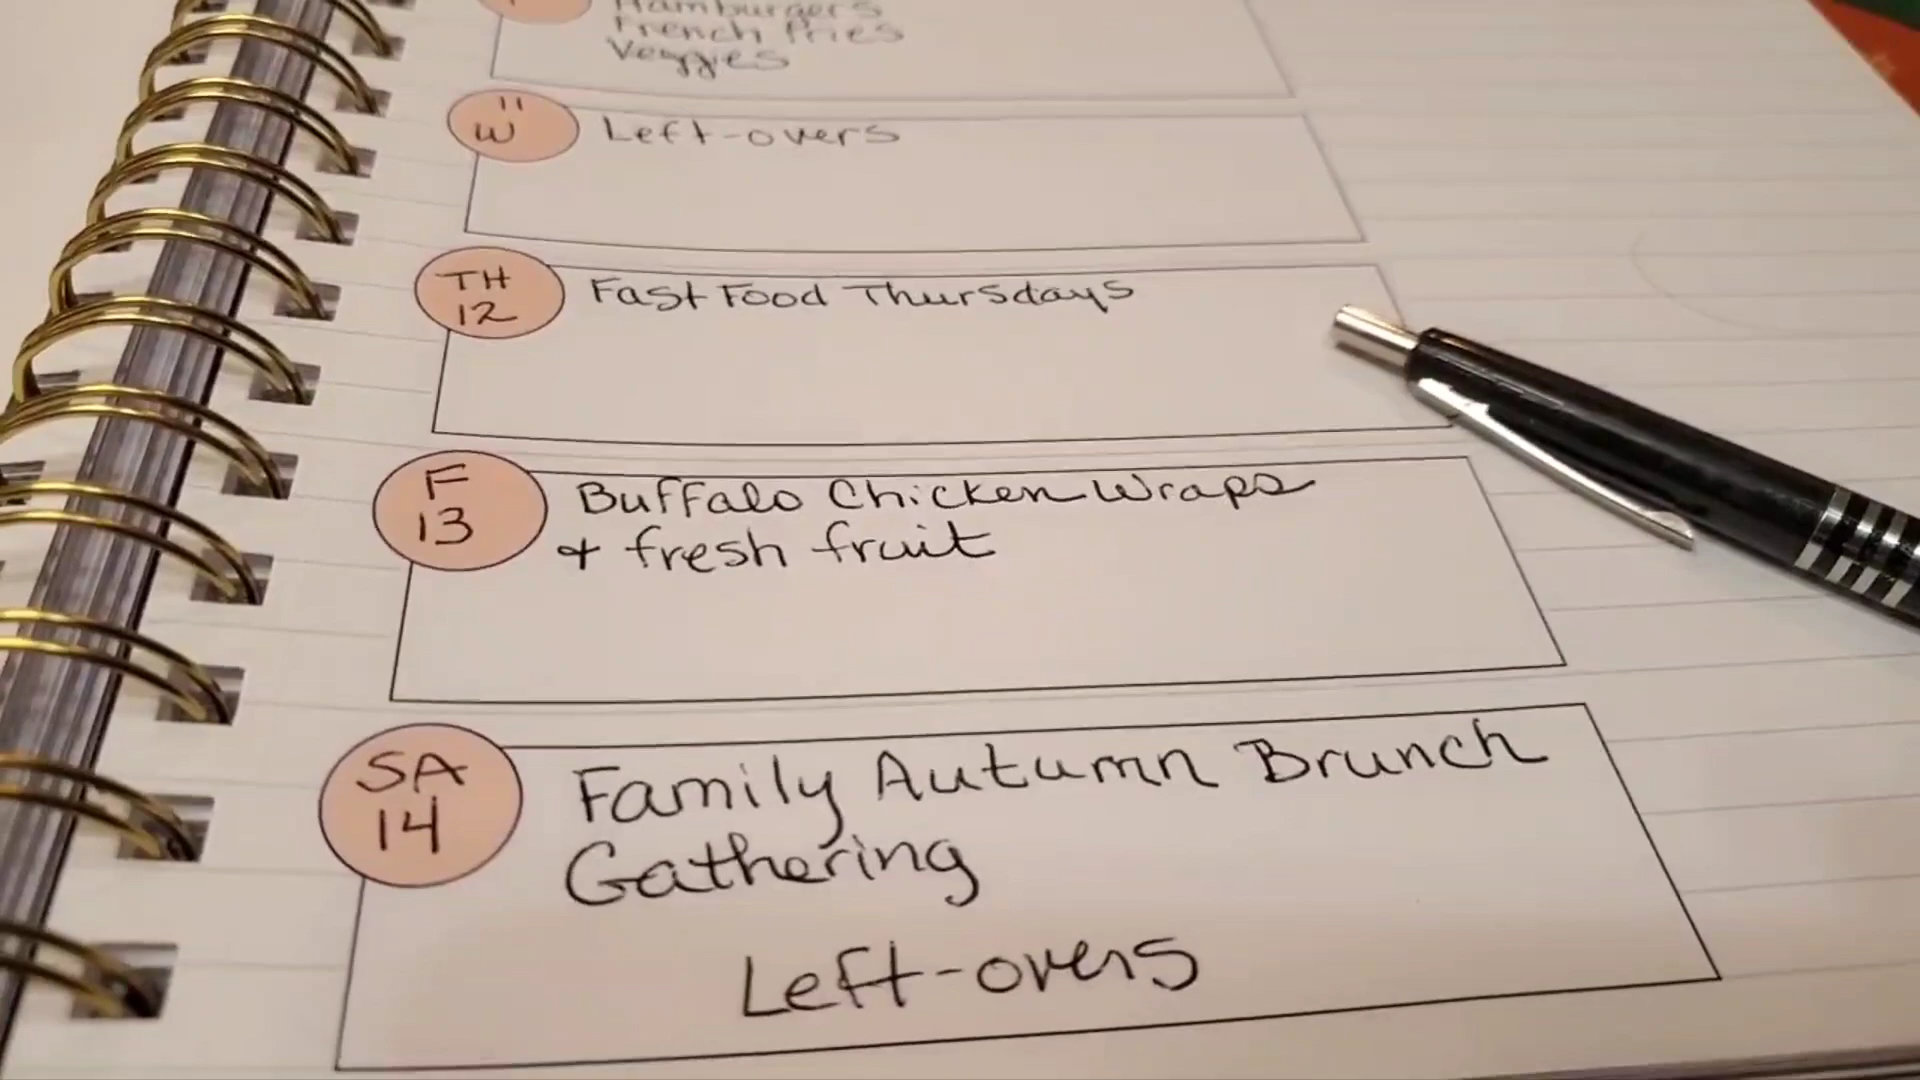 Hamburgers
French fries
Veggies
11
W
Left-overs
TH
12
Fast Food Thursdays
F
13
Buffalo Chicken Wraps
& fresh fruit
SA
14
Family Autumn Brunch
Gathering
Left-overs